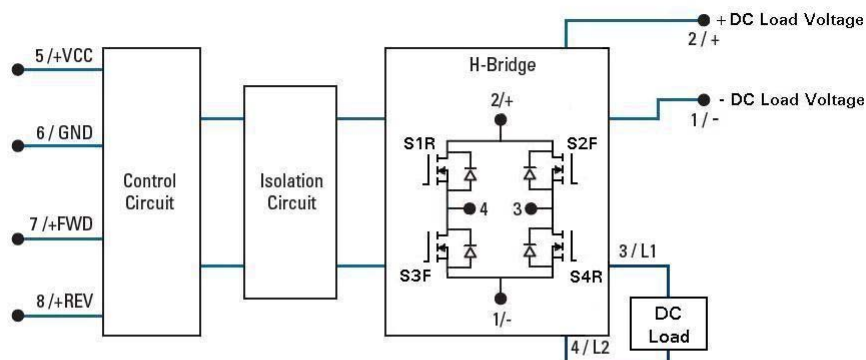 + DC Load Voltage
2 / +
5 /+VCC
H-Bridge
- DC Load Voltage
1 / -
2/+
6 / GND
S1R
S2F
Control
Circuit
Isolation
Circuit
4
3
7 /+FWD
S3F
S4R
3 / L1
8 /+REV
1/-
DC
Load
4 / L2